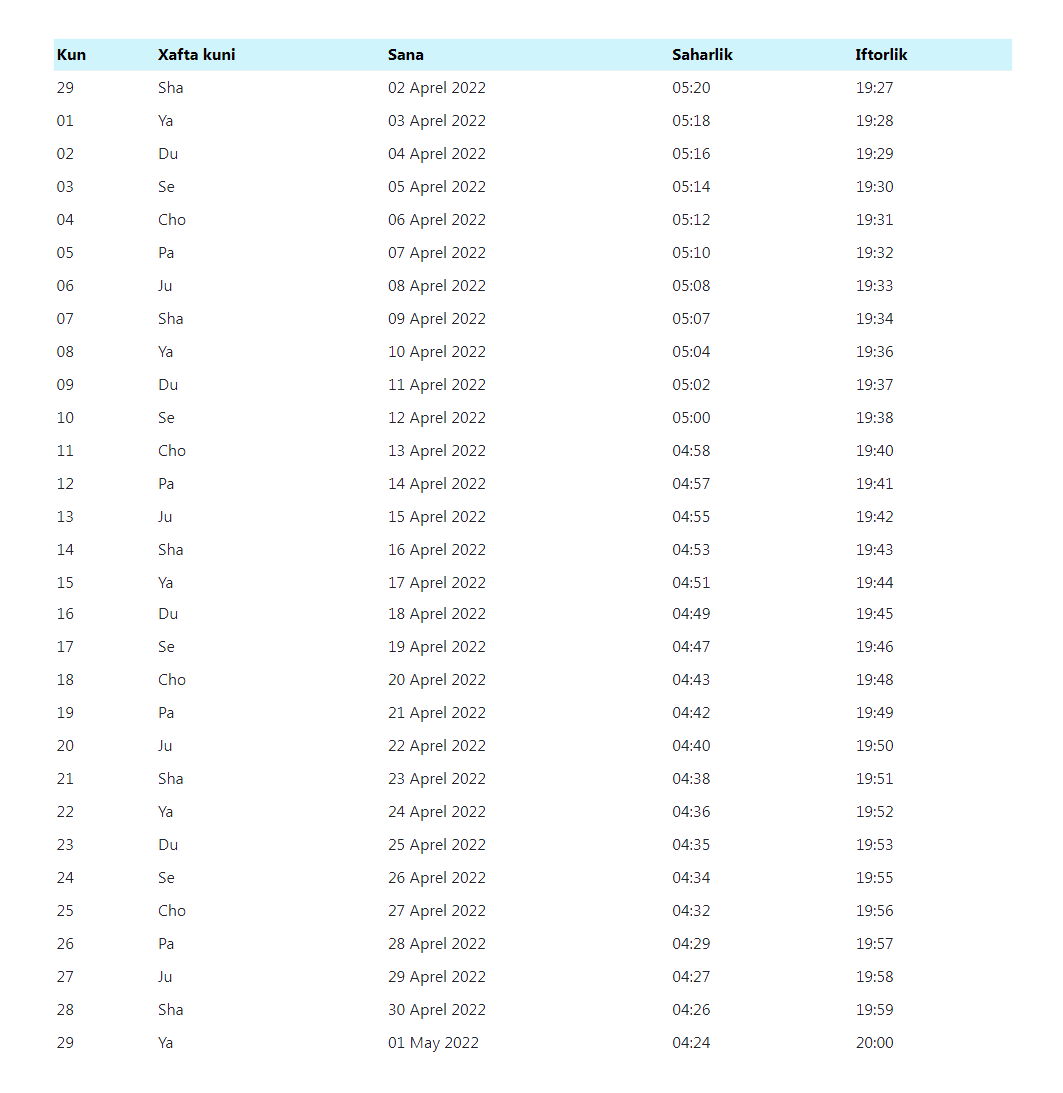 Kun Xafta kuni Sana Saharlik Iftorlik
29 Sha 02 Aprel 2022 05:20 19:27
01 Ya 03 Aprel 2022 05:18 19:28
02 Du 04 Aprel 2022 05:16 19:29
03 Se 05 Aprel 2022 05:14 19:30
04 Cho 06 Aprel 2022 05:12 19:31
05 Pa 07 Aprel 2022 05:10 19:32
06 Ju 08 Aprel 2022 05:08 19:33
07 Sha 09 Aprel 2022 05:07 19:34
08 Ya 10 Aprel 2022 05:04 19:36
09 Du 11 Aprel 2022 05:02 19:37
10 Se 12 Aprel 2022 05:00 19:38
11 Cho 13 Aprel 2022 04:58 19:40
12 Pa 14 Aprel 2022 04:57 19:41
13 Ju 15 Aprel 2022 04:55 19:42
14 Sha 16 Aprel 2022 04:53 19:43
15 Ya 17 Aprel 2022 04:51 19:44
16 Du 18 Aprel 2022 04:49 19:45
17 Se 19 Aprel 2022 04:47 19:46
18 Cho 20 Aprel 2022 04:43 19:48
19 Pa 21 Aprel 2022 04:42 19:49
20 Ju 22 Aprel 2022 04:40 19:50
21 Sha 23 Aprel 2022 04:38 19:51
22 Ya 24 Aprel 2022 04:36 19:52
23 Du 25 Aprel 2022 04:35 19:53
24 Se 26 Aprel 2022 04:34 19:55
25 Cho 27 Aprel 2022 04:32 19:56
26 Pa 28 Aprel 2022 04:29 19:57
27 Ju 29 Aprel 2022 04:27 19:58
28 Sha 30 Aprel 2022 04:26 19:59
29 Ya 01 May 2022 04:24 20:00